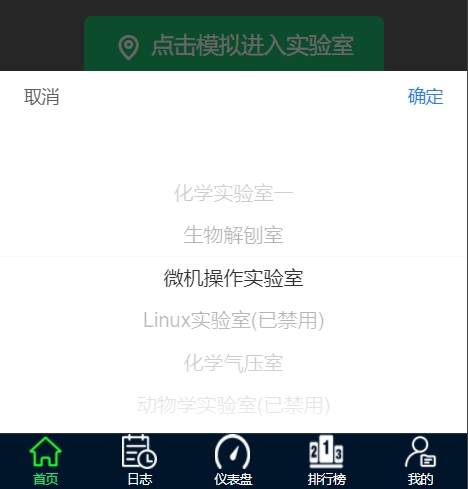 点击模拟进入实验室
取消 确定
化学实验室一
生物解刨室
微机操作实验室
Linux实验室(已禁用)
化学气压室
动物学实验室(已禁用)
1 2 3
首页 日志 仪表盘 排行榜 我的